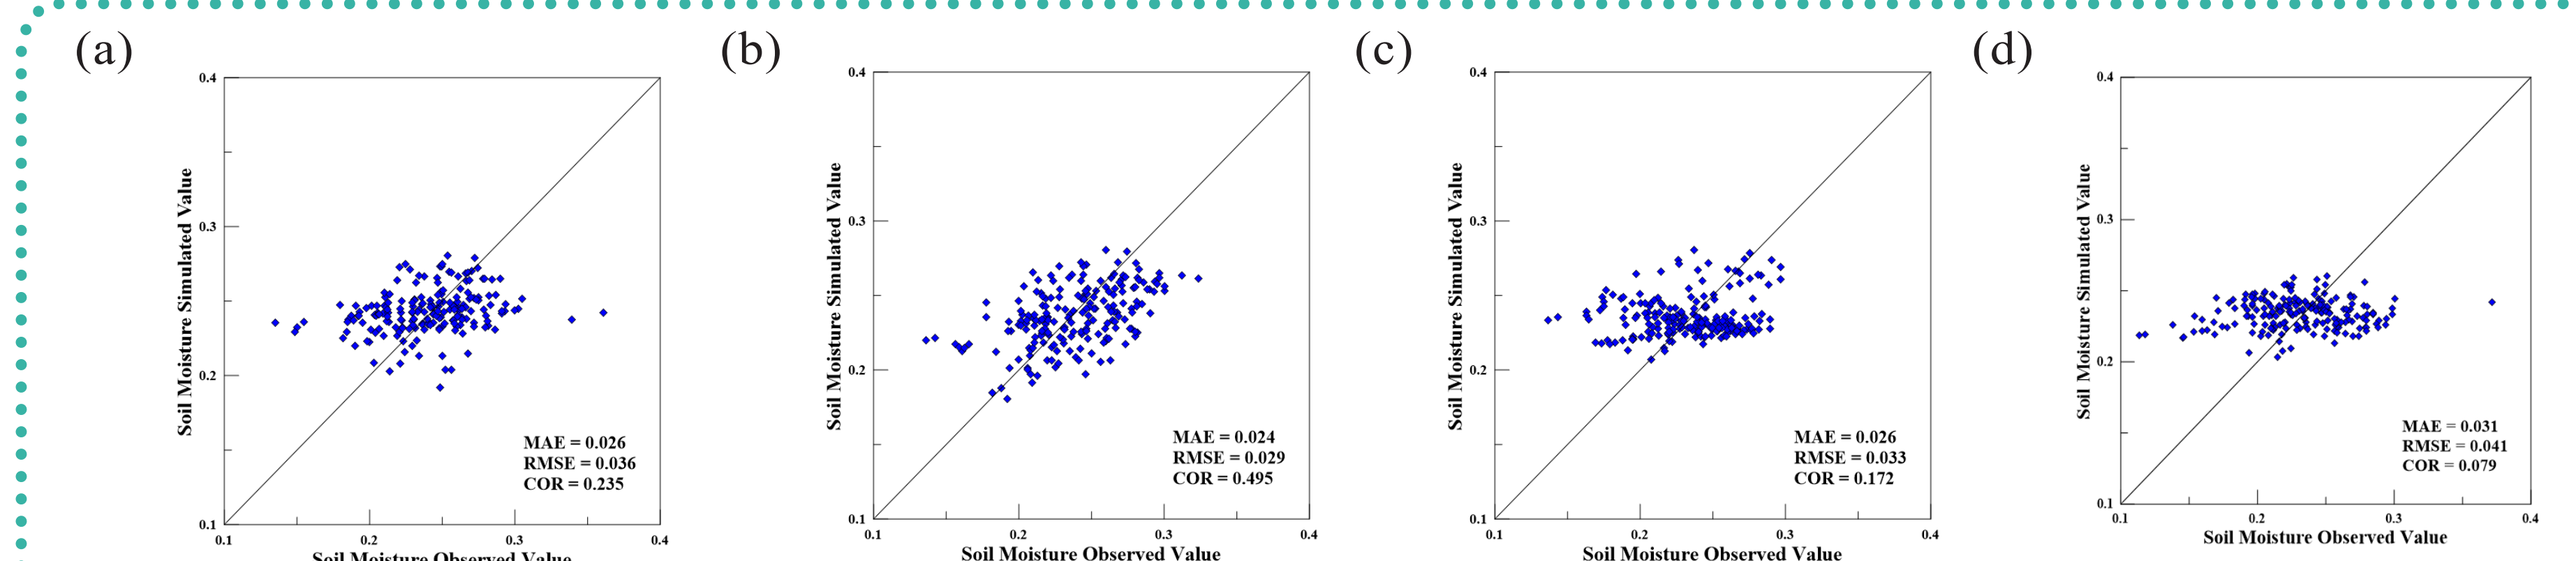 (a)
(b)
(c)
(d)
Soil Moisture Simulated Value
0.4
0.3
0.2
0.1
MAE = 0.026
RMSE = 0.036
COR = 0.235
0.1 0.2 0.3 0.4
Soil Moisture Observed Value
Soil Moisture Simulated Value
0.4
0.3
0.2
0.1
MAE = 0.024
RMSE = 0.029
COR = 0.495
0.1 0.2 0.3 0.4
Soil Moisture Observed Value
Soil Moisture Simulated Value
0.4
0.3
0.2
0.1
MAE = 0.026
RMSE = 0.033
COR = 0.172
0.1 0.2 0.3 0.4
Soil Moisture Observed Value
Soil Moisture Simulated Value
0.4
0.3
0.2
0.1
MAE = 0.031
RMSE = 0.041
COR = 0.079
0.1 0.2 0.3 0.4
Soil Moisture Observed Value